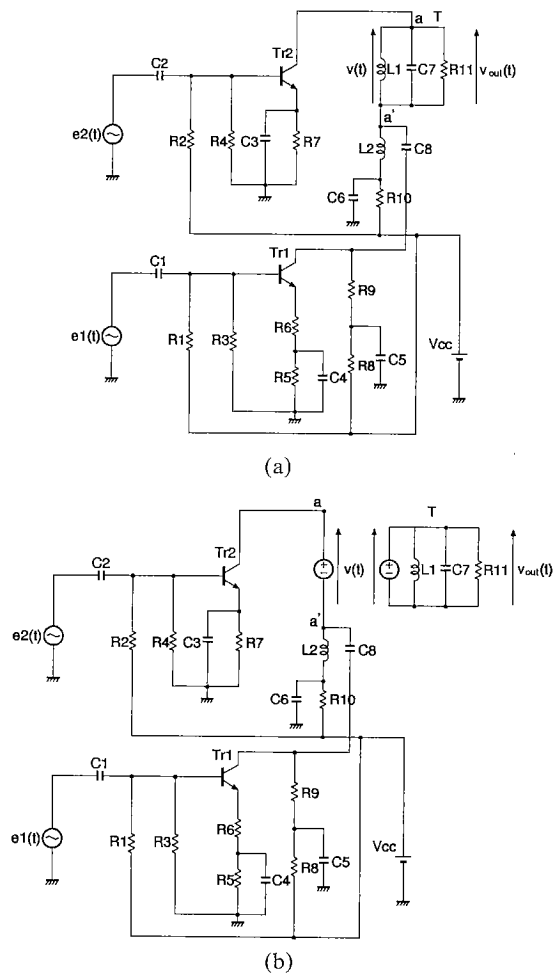 a T
Tr2
C2
v(t) L1 C7 R11 vout(t)
e2(t)
R2 R4 C3 R7
a'
L2 C8
C6
R10
C1
Tr1
R9
e1(t)
R1 R3
R6
R5 C4
R8 C5
Vcc
(a)
a
T
Tr2
C2
v(t) L1 C7 R11 vout(t)
e2(t)
R2 R4 C3 R7
a'
L2 C8
C6
R10
C1
Tr1
R9
e1(t)
R1 R3
R6
R5 C4
R8 C5
Vcc
(b)